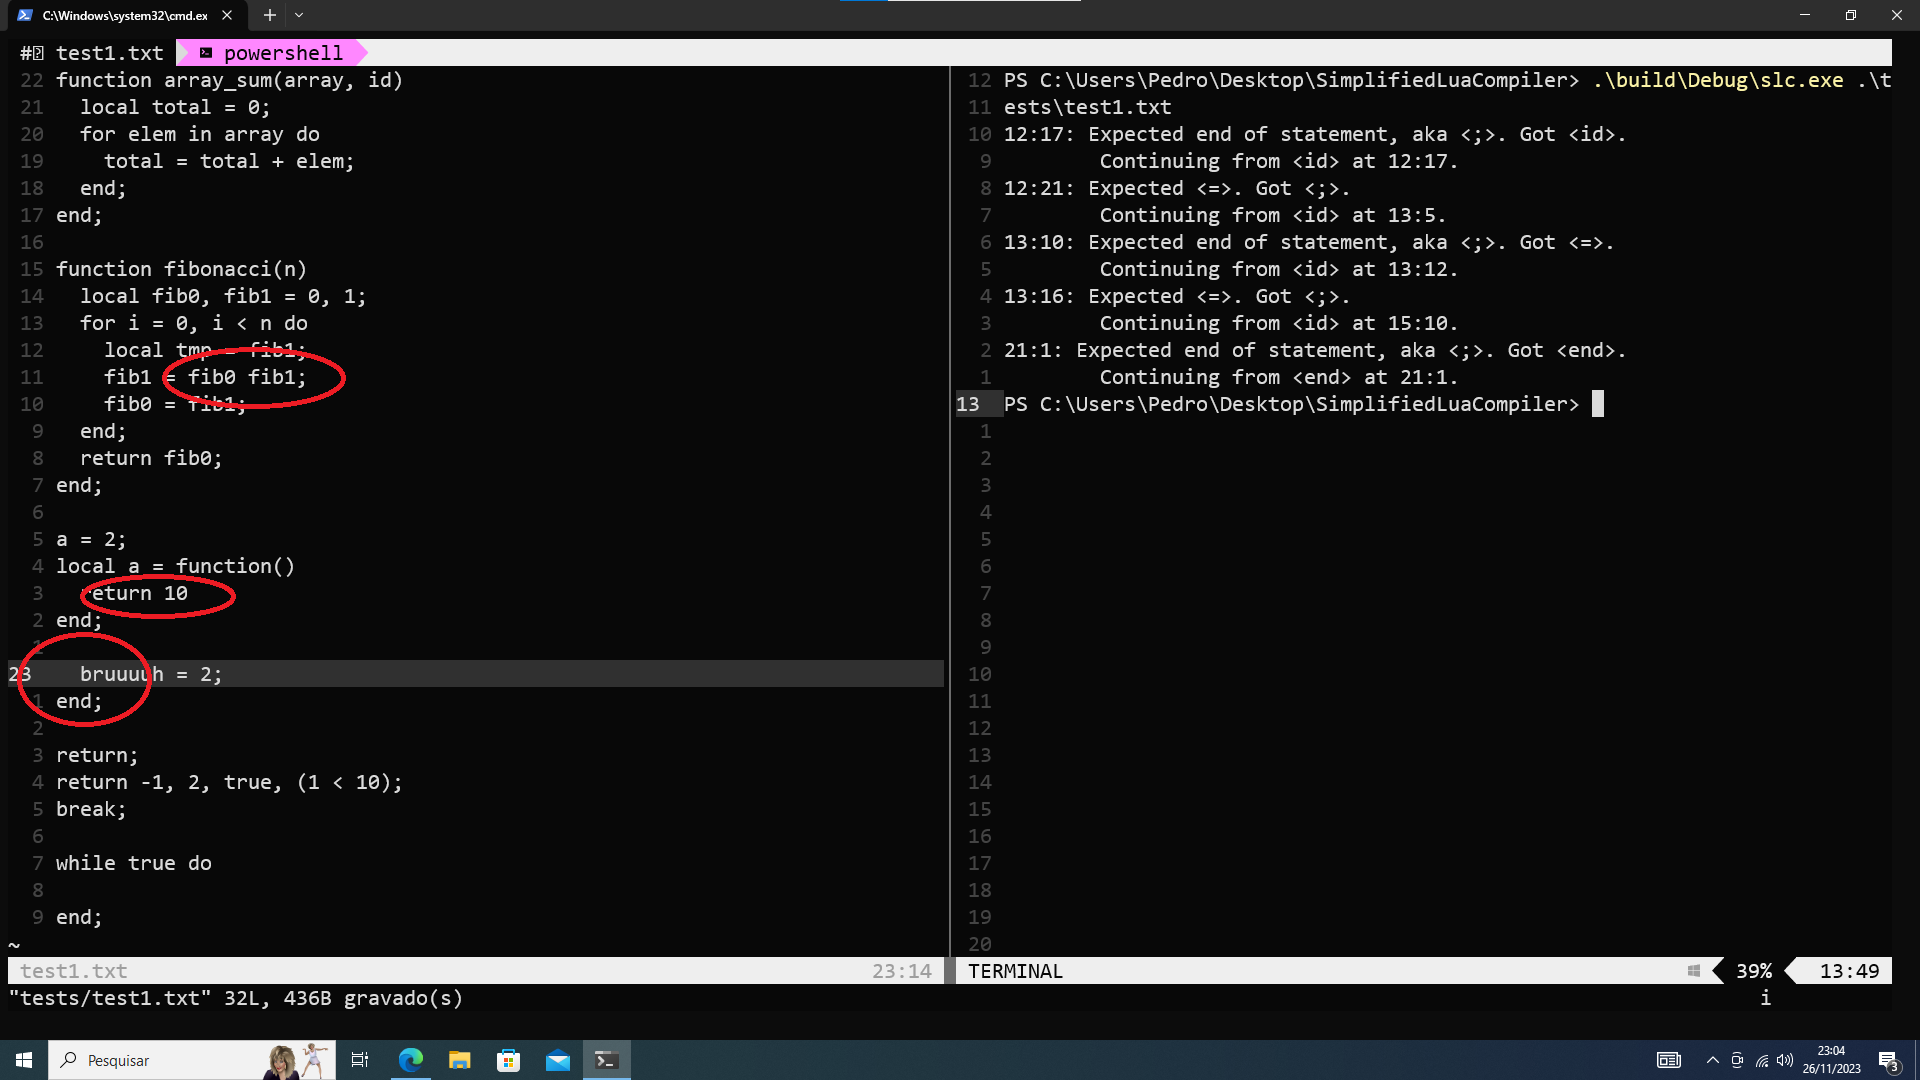 C:\Windows\system32\cmd.ex
test1.txt powershell
22 function array_sum(array, id)
21 local total = 0;
20 for elem in array do
19 total = total + elem;
18 end;
17 end;
16
15 function fibonacci(n)
14 local fib0, fib1 = 0, 1;
13 for i = 0, i < n do
12 local tmp = fib1;
11 fib1 = fib0 fib1;
10 fib0 = fib1;
9 end;
8 return fib0;
7 end;
6
5 a = 2;
4 local a = function()
3 return 10
2 end;
1
23 bruuuuh = 2;
1 end;
2
3 return;
4 return -1, 2, true, (1 < 10);
5 break;
6
7 while true do
8
9 end;
~
test1.txt 23:14
"tests/test1.txt" 32L, 436B gravado(s)
12 PS C:\Users\Pedro\Desktop\SimplifiedLuaCompiler> .\build\Debug\slc.exe .\t
11 ests\test1.txt
10 12:17: Expected end of statement, aka <;>. Got <id>.
9 Continuing from <id> at 12:17.
8 12:21: Expected <=>. Got <;>.
7 Continuing from <id> at 13:5.
6 13:10: Expected end of statement, aka <;>. Got <=>.
5 Continuing from <id> at 13:12.
4 13:16: Expected <=>. Got <;>.
3 Continuing from <id> at 15:10.
2 21:1: Expected end of statement, aka <;>. Got <end>.
1 Continuing from <end> at 21:1.
13 PS C:\Users\Pedro\Desktop\SimplifiedLuaCompiler>
1
2
3
4
5
6
7
8
9
10
11
12
13
14
15
16
17
18
19
20
TERMINAL 39% 13:49
i
Pesquisar
23:04
26/11/2023
3